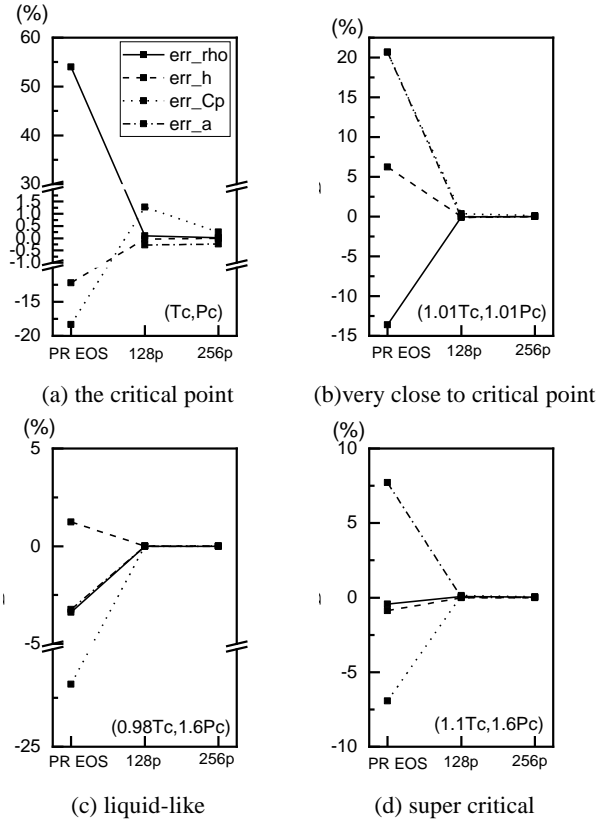 (%)
60
50
40
30
1.5
1.0
0.5
0.0
-0.5
-1.0
-15
-20
err_rho
err_h
err_Cp
err_a
(Tc,Pc)
PR EOS 128p 256p
(a) the critical point
(%)
20
15
10
5
0
-5
-10
-15
(1.01Tc,1.01Pc)
PR EOS 128p 256p
(b)very close to critical point
(%)
5
0
-5
-25
(0.98Tc,1.6Pc)
PR EOS 128p 256p
(c) liquid-like
(%)
10
5
0
-5
-10
(1.1Tc,1.6Pc)
PR EOS 128p 256p
(d) super critical